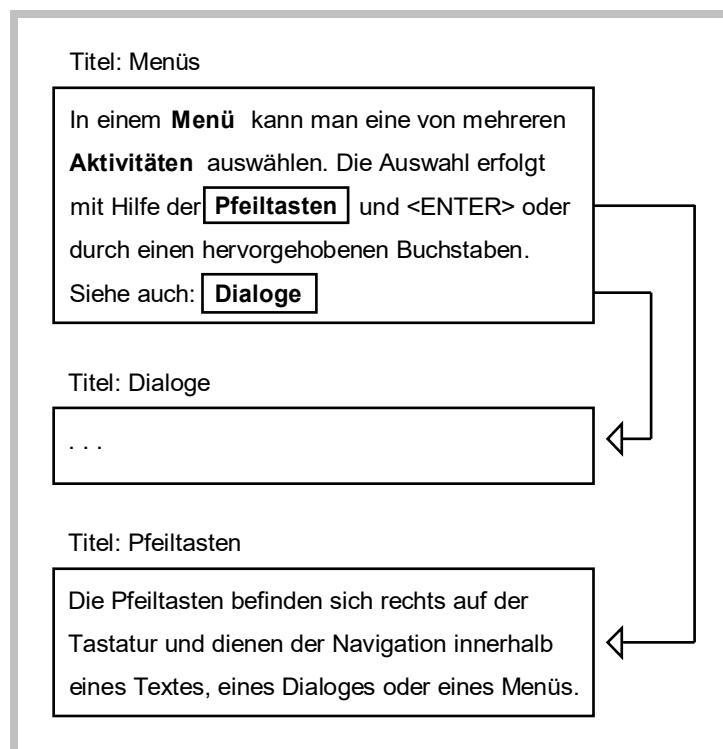 Titel: Menüs
In einem Menü kann man eine von mehreren
Aktivitäten auswählen. Die Auswahl erfolgt
mit Hilfe der Pfeiltasten und <ENTER> oder
durch einen hervorgehobenen Buchstaben.
Siehe auch: Dialoge
Titel: Dialoge
. . .
Titel: Pfeiltasten
Die Pfeiltasten befinden sich rechts auf der
Tastatur und dienen der Navigation innerhalb
eines Textes, eines Dialoges oder eines Menüs.